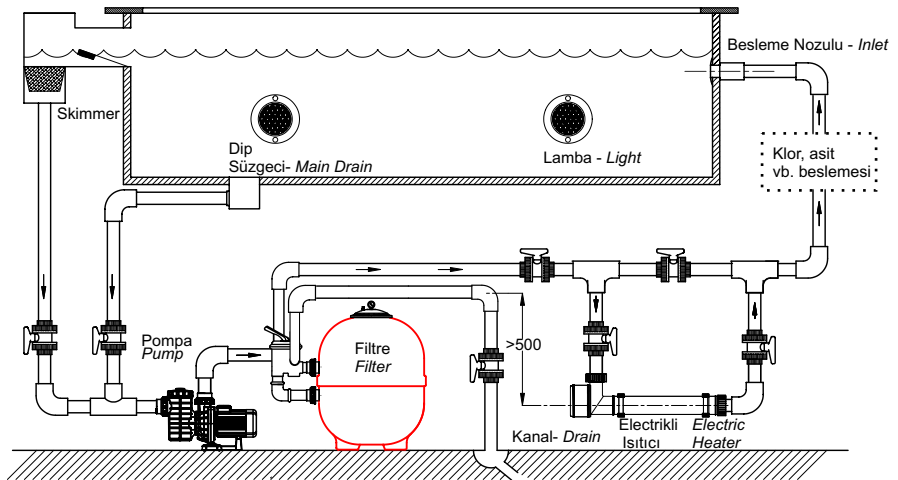 Besleme Nozulu - Inlet
Skimmer
Dip
Süzgeci- Main Drain
Lamba - Light
Klor, asit
vb. beslemesi
Pompa
Pump
Filtre
Filter
>500
Kanal- Drain
Electrikli
Isıtıcı
Electric
Heater